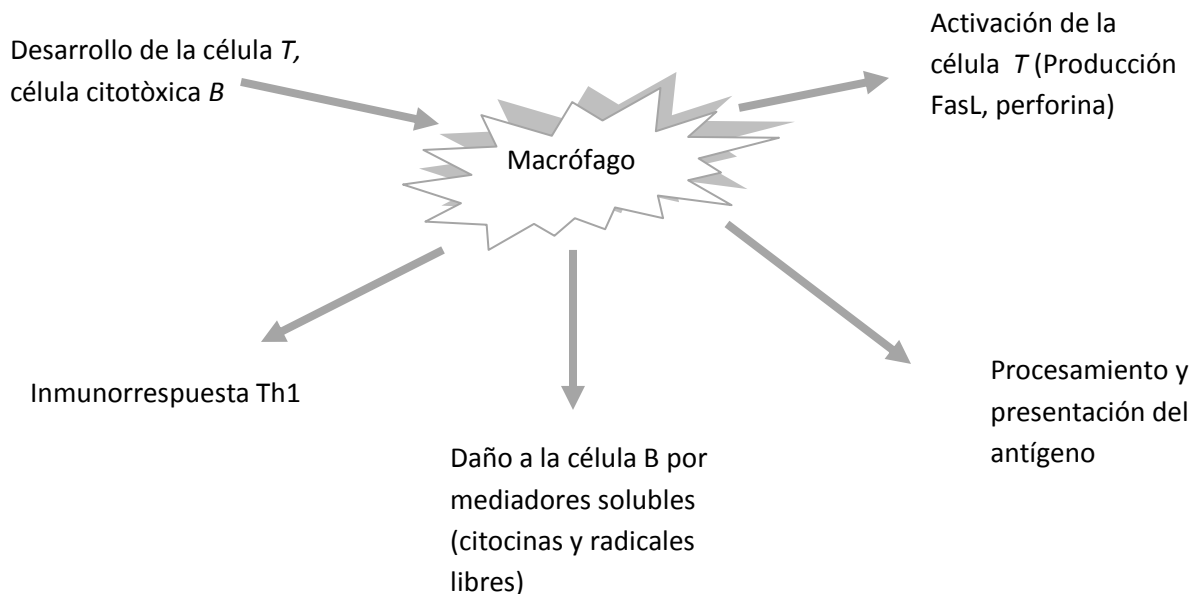 Desarrollo de la célula T,
célula citotòxica B
Activación de la
célula T (Producción
FasL, perforina)
Macrófago
Inmunorrespuesta Th1
Procesamiento y
presentación del
antígeno
Daño a la célula B por
mediadores solubles
(citocinas y radicales
libres)